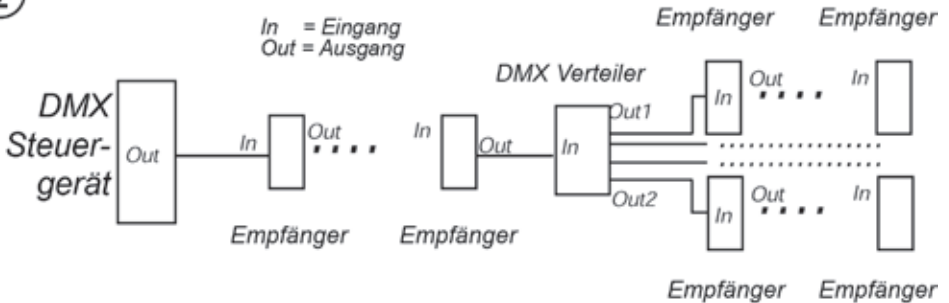 2
In = Eingang
Out = Ausgang
Empfänger
Empfänger
DMX
Steuer-
gerät
Out
In
Out
Empfänger
In
Out
Empfänger
DMX Verteiler
In
Out1
Out2
In
Out
In
In
Out
In
Empfänger
Empfänger